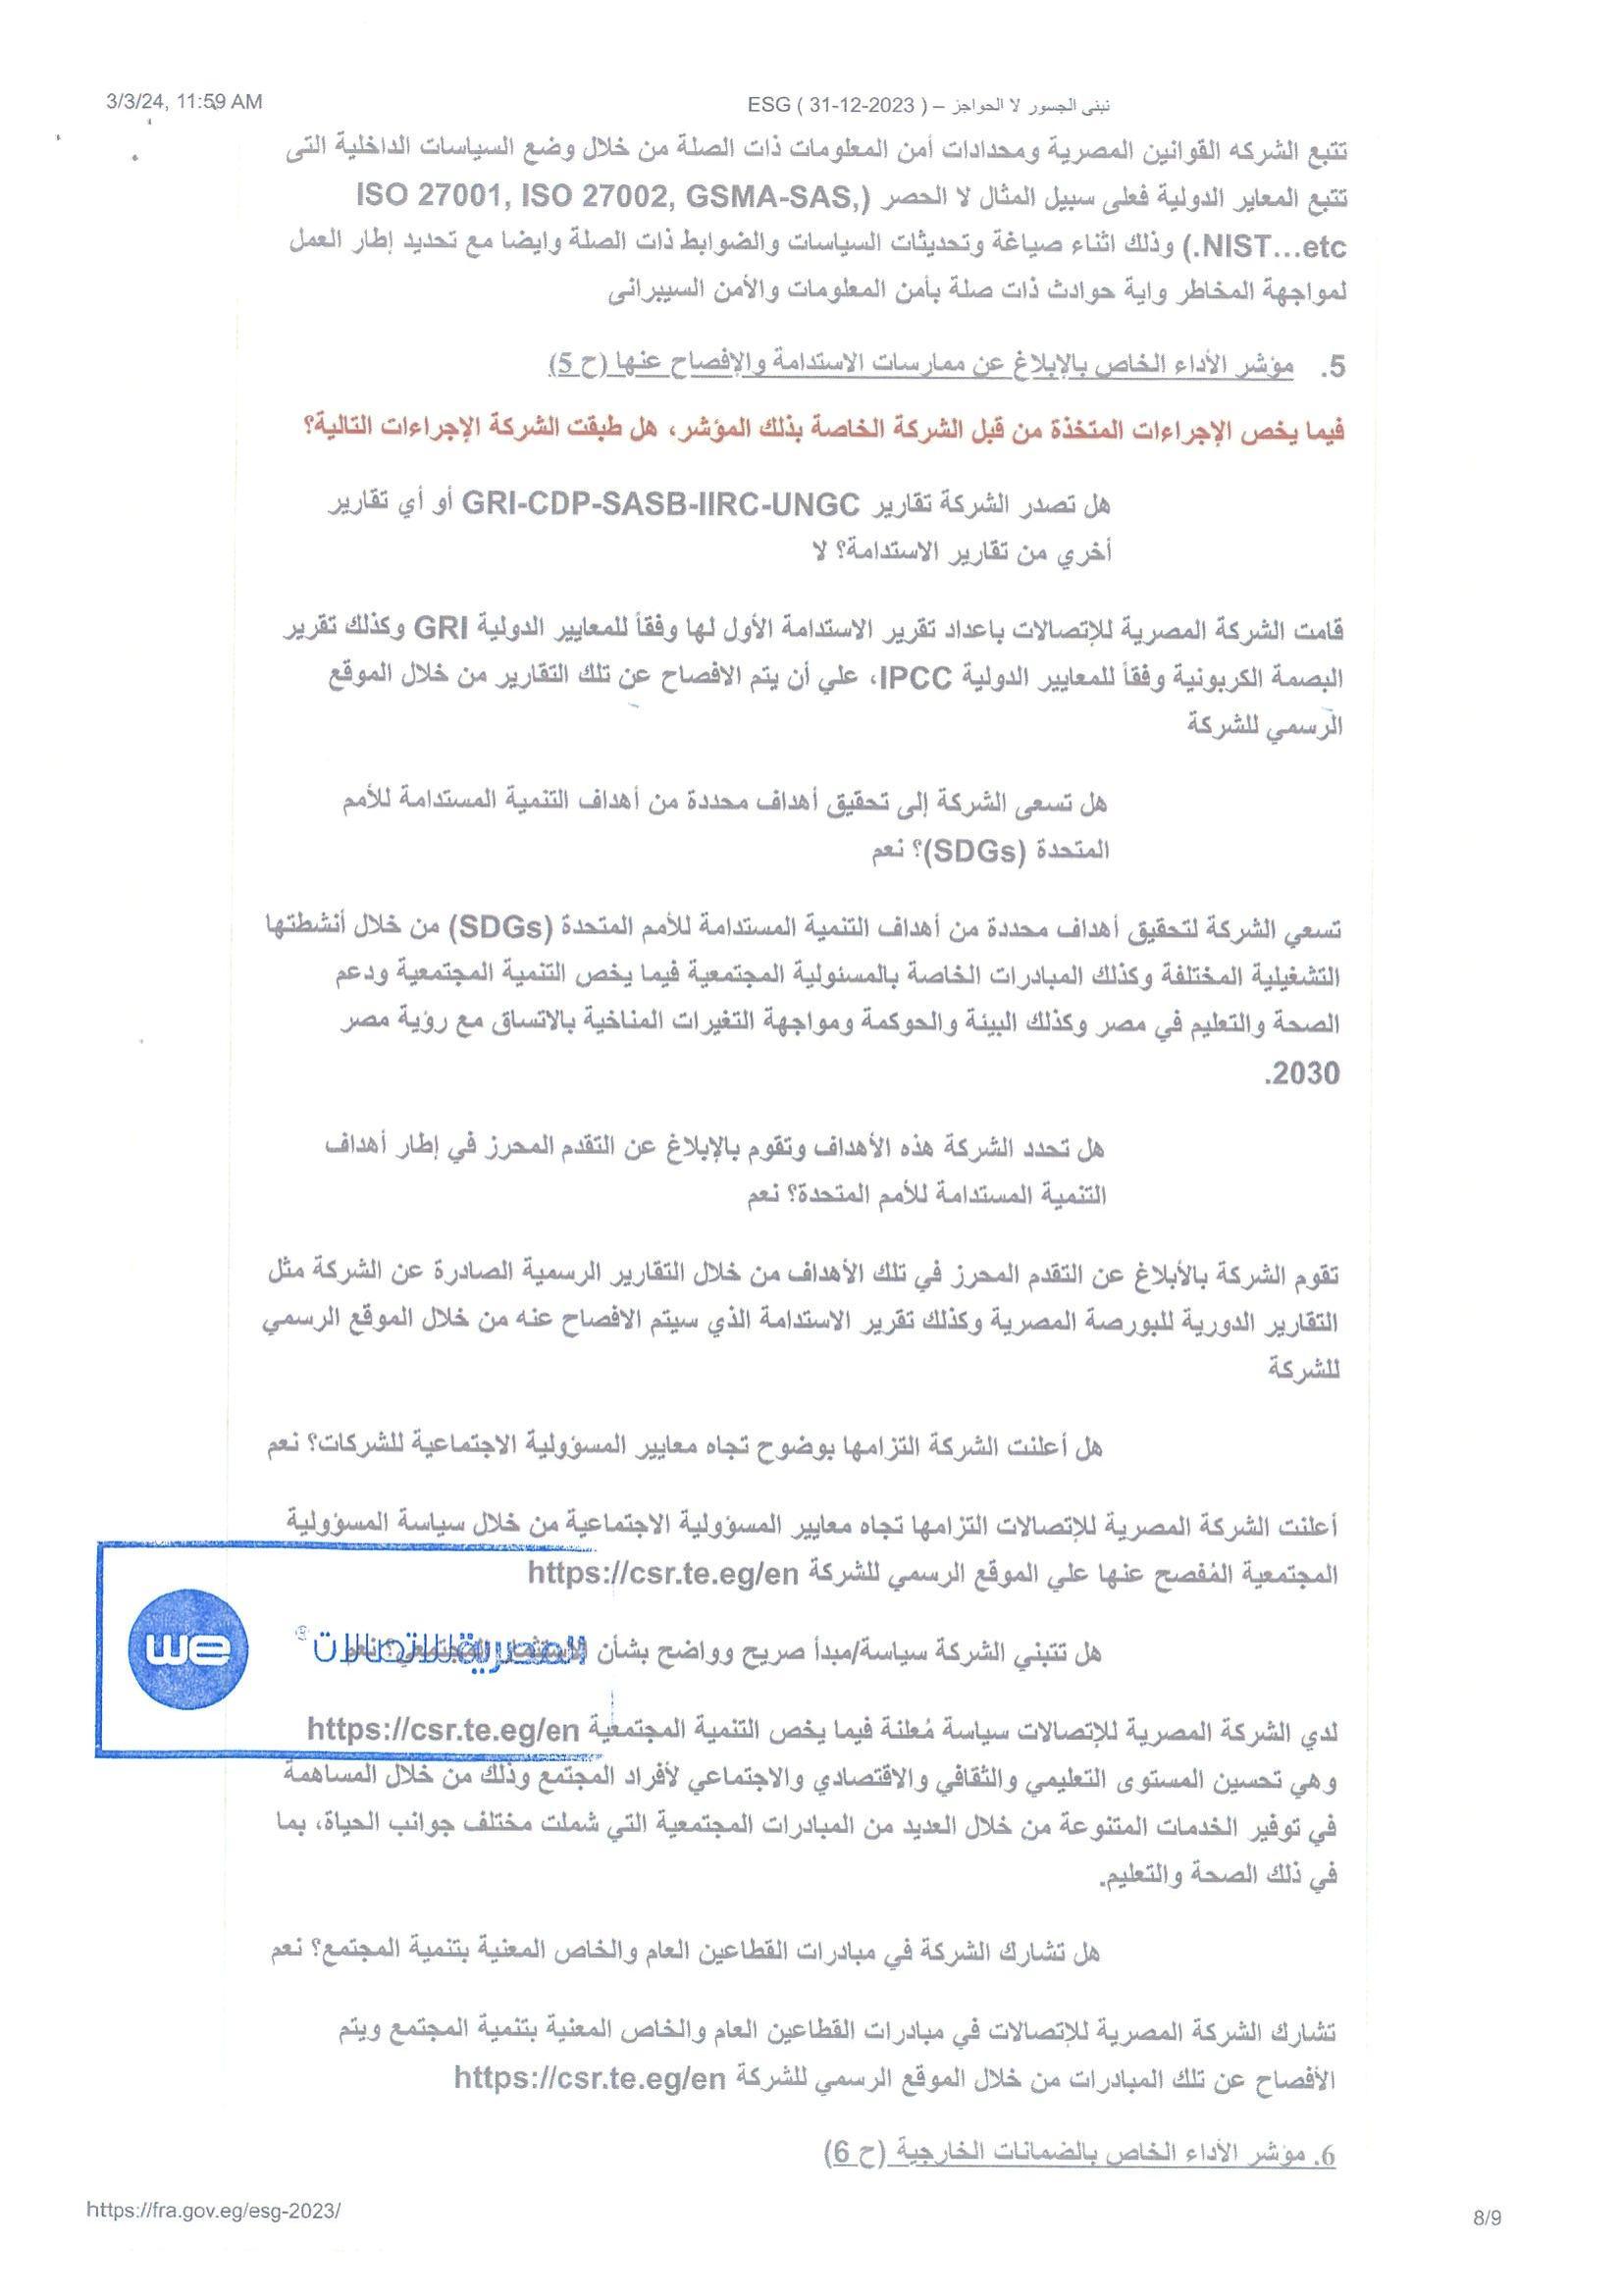 3/3/24, 11:59 AM
ESG ( 31-12-2023 ) – نبنى الجسور لا الحواجز
تتبع الشركه القوانين المصرية ومحدادات أمن المعلومات ذات الصلة من خلال وضع السياسات الداخلية التى
تتبع المعاير الدولية فعلى سبيل المثال لا الحصر (ISO 27001, ISO 27002, GSMA-SAS,
NIST...etc.) وذلك اثناء صياغة وتحديثات السياسات والضوابط ذات الصلة وايضا مع تحديد إطار العمل
لمواجهة المخاطر واية حوادث ذات صلة بأمن المعلومات والأمن السيبرانى
5. مؤشر الأداء الخاص بالإبلاغ عن ممارسات الاستدامة والإفصاح عنها (ح 5)
فيما يخص الإجراءات المتخذة من قبل الشركة الخاصة بذلك المؤشر، هل طبقت الشركة الإجراءات التالية؟
هل تصدر الشركة تقارير GRI-CDP-SASB-IIRC-UNGC أو أي تقارير
أخري من تقارير الاستدامة؟ لا
قامت الشركة المصرية للإتصالات باعداد تقرير الاستدامة الأول لها وفقاً للمعايير الدولية GRI وكذلك تقرير
البصمة الكربونية وفقاً للمعايير الدولية IPCC، علي أن يتم الافصاح عن تلك التقارير من خلال الموقع
الرسمي للشركة
هل تسعى الشركة إلى تحقيق أهداف محددة من أهداف التنمية المستدامة للأمم
المتحدة (SDGs)؟ نعم
تسعي الشركة لتحقيق أهداف محددة من أهداف التنمية المستدامة للأمم المتحدة (SDGs) من خلال أنشطتها
التشغيلية المختلفة وكذلك المبادرات الخاصة بالمسئولية المجتمعية فيما يخص التنمية المجتمعية ودعم
الصحة والتعليم في مصر وكذلك البيئة والحوكمة ومواجهة التغيرات المناخية بالاتساق مع رؤية مصر
2030.
هل تحدد الشركة هذه الأهداف وتقوم بالإبلاغ عن التقدم المحرز في إطار أهداف
التنمية المستدامة للأمم المتحدة؟ نعم
تقوم الشركة بالأبلاغ عن التقدم المحرز في تلك الأهداف من خلال التقارير الرسمية الصادرة عن الشركة مثل
التقارير الدورية للبورصة المصرية وكذلك تقرير الاستدامة الذي سيتم الافصاح عنه من خلال الموقع الرسمي
للشركة
هل أعلنت الشركة التزامها بوضوح تجاه معايير المسؤولية الاجتماعية للشركات؟ نعم
أعلنت الشركة المصرية للإتصالات التزامها تجاه معايير المسؤولية الاجتماعية من خلال سياسة المسؤولية
المجتمعية المُفصح عنها علي الموقع الرسمي للشركة https://csr.te.eg/en
هل تتبني الشركة سياسة/مبدأ صريح وواضح بشأن الاستثمار المجتمعي؟ نعم
we المصرية للاتصالات
لدي الشركة المصرية للإتصالات سياسة مُعلنة فيما يخص التنمية المجتمعية https://csr.te.eg/en
وهي تحسين المستوى التعليمي والثقافي والاقتصادي والاجتماعي لأفراد المجتمع وذلك من خلال المساهمة
في توفير الخدمات المتنوعة من خلال العديد من المبادرات المجتمعية التي شملت مختلف جوانب الحياة، بما
في ذلك الصحة والتعليم.
هل تشارك الشركة في مبادرات القطاعين العام والخاص المعنية بتنمية المجتمع؟ نعم
تشارك الشركة المصرية للإتصالات في مبادرات القطاعين العام والخاص المعنية بتنمية المجتمع ويتم
الأفصاح عن تلك المبادرات من خلال الموقع الرسمي للشركة https://csr.te.eg/en
6. مؤشر الأداء الخاص بالضمانات الخارجية (ح 6)
https://fra.gov.eg/esg-2023/
8/9